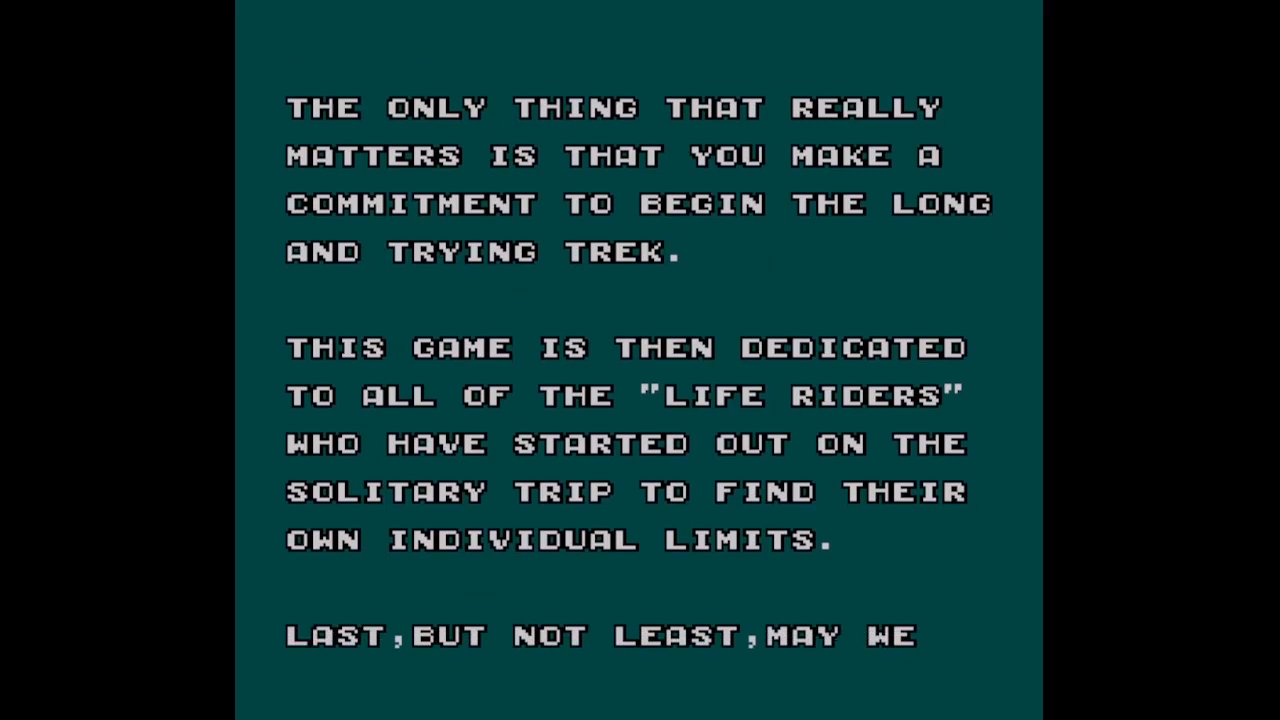 THE ONLY THING THAT REALLY
MATTERS IS THAT YOU MAKE A
COMMITMENT TO BEGIN THE LONG
AND TRYING TREK.
THIS GAME IS THEN DEDICATED
TO ALL OF THE "LIFE RIDERS"
WHO HAVE STARTED OUT ON THE
SOLITARY TRIP TO FIND THEIR
OWN INDIVIDUAL LIMITS.
LAST,BUT NOT LEAST,MAY WE